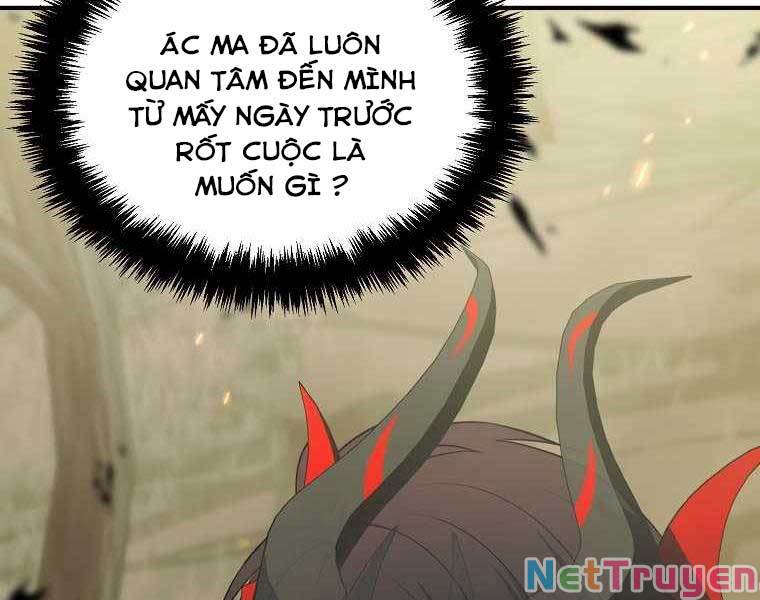 ÁC MA ĐÃ LUÔN
QUAN TÂM ĐẾN MÌNH
TỪ MẤY NGÀY TRƯỚC
RỐT CUỘC LÀ
MUỐN GÌ ?
NetTruyen